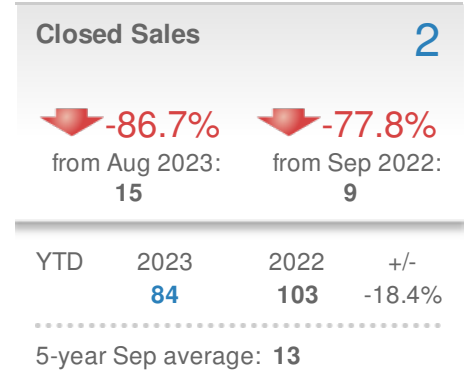 Closed Sales 2
-86.7% -77.8%
from Aug 2023: from Sep 2022:
15 9
YTD 2023 2022 +/-
84 103 -18.4%
5-year Sep average: 13